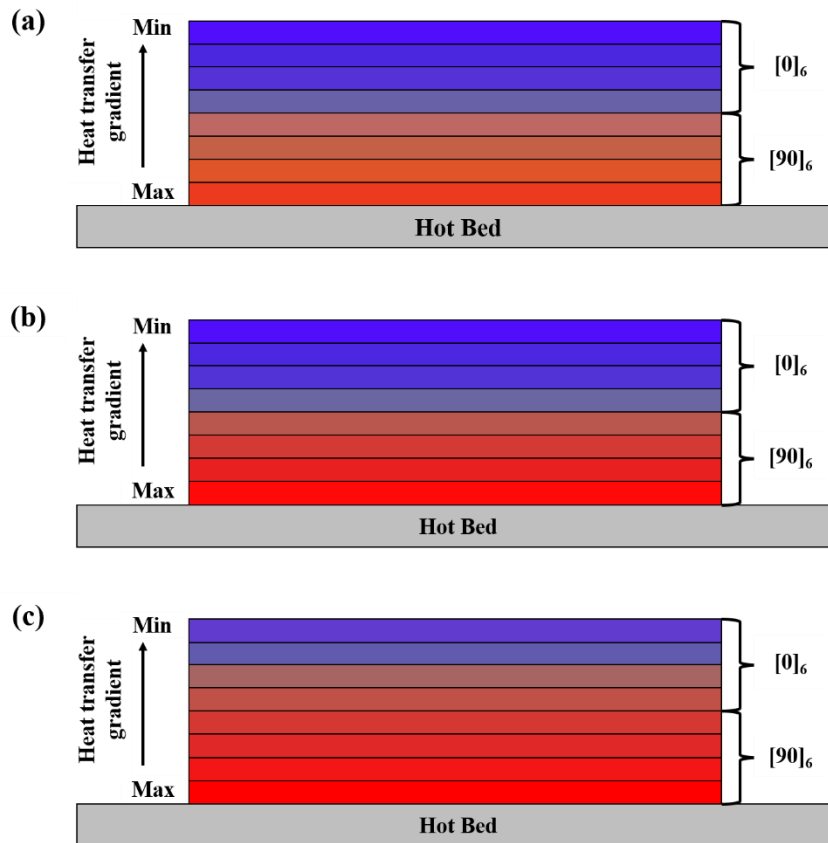 (a)
Min
Heat transfer
gradient
Max
[0]6
[90]6
Hot Bed
(b)
Min
Heat transfer
gradient
Max
[0]6
[90]6
Hot Bed
(c)
Min
Heat transfer
gradient
Max
[0]6
[90]6
Hot Bed